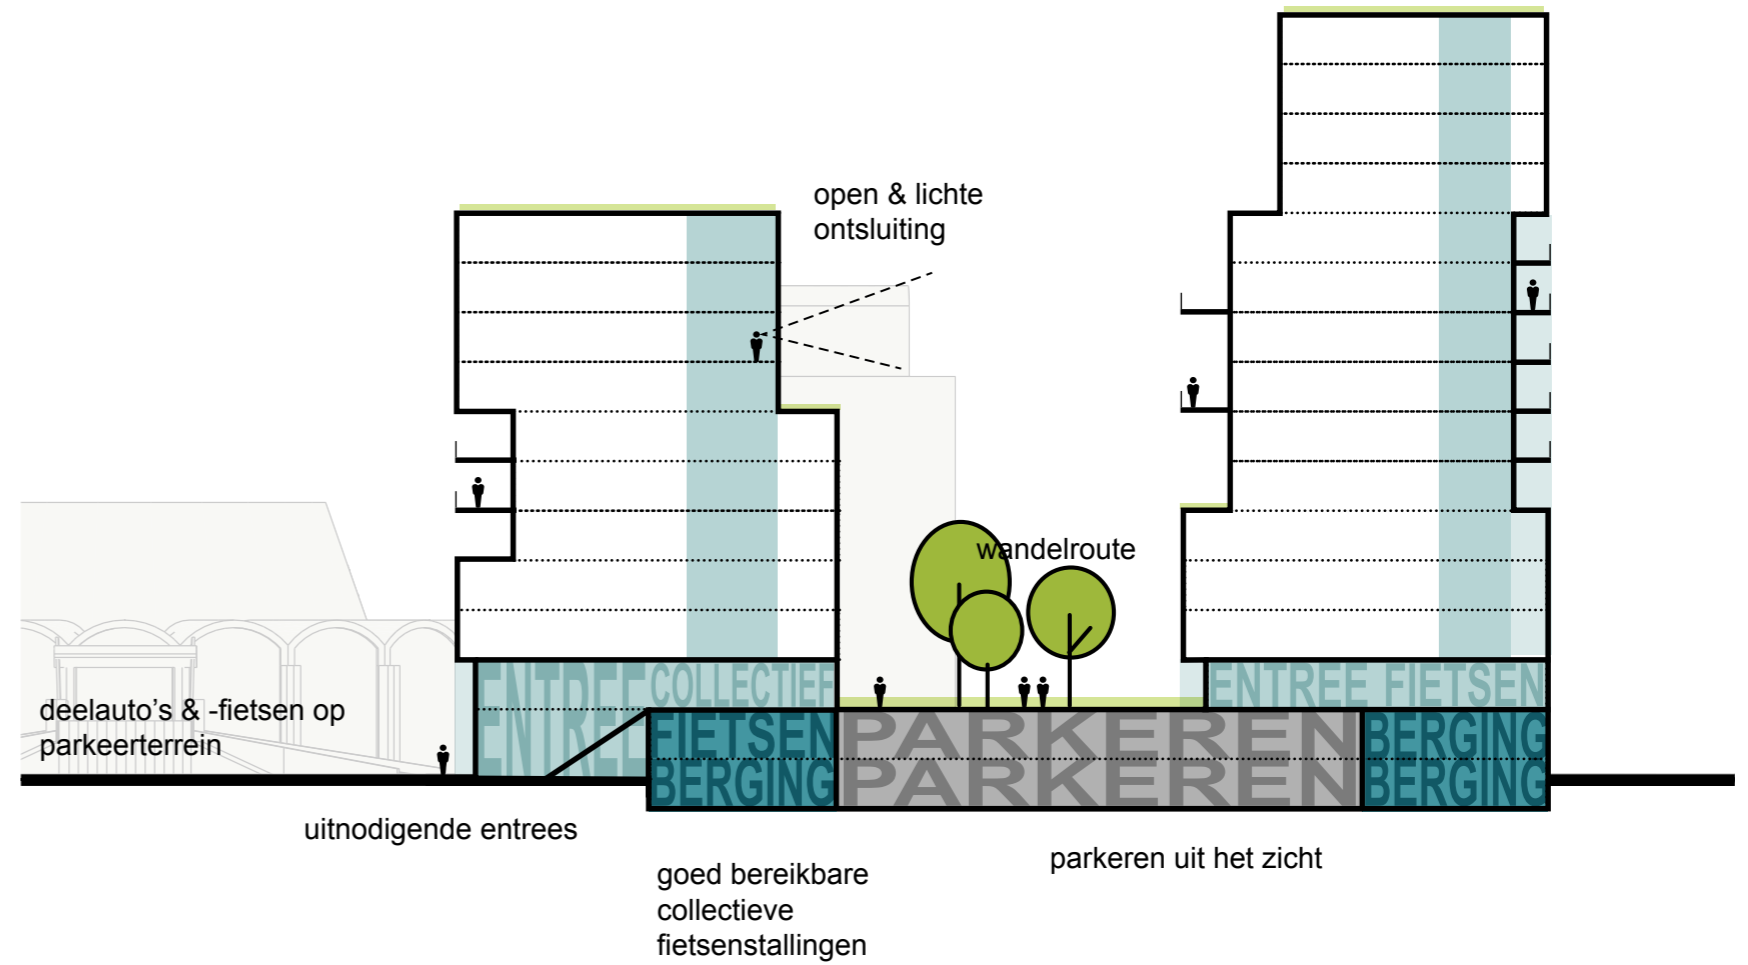 open & lichte
ontsluiting
wandelroute
ENTREE
COLLECTIEF
ENTREE FIETSEN
deelauto's & -fietsen op
parkeerterrein
ENTREE
FIETSEN
PARKEREN
BERGING
BERGING
PARKEREN
BERGING
uitnodigende entrees
parkeren uit het zicht
goed bereikbare
collectieve
fietsenstallingen